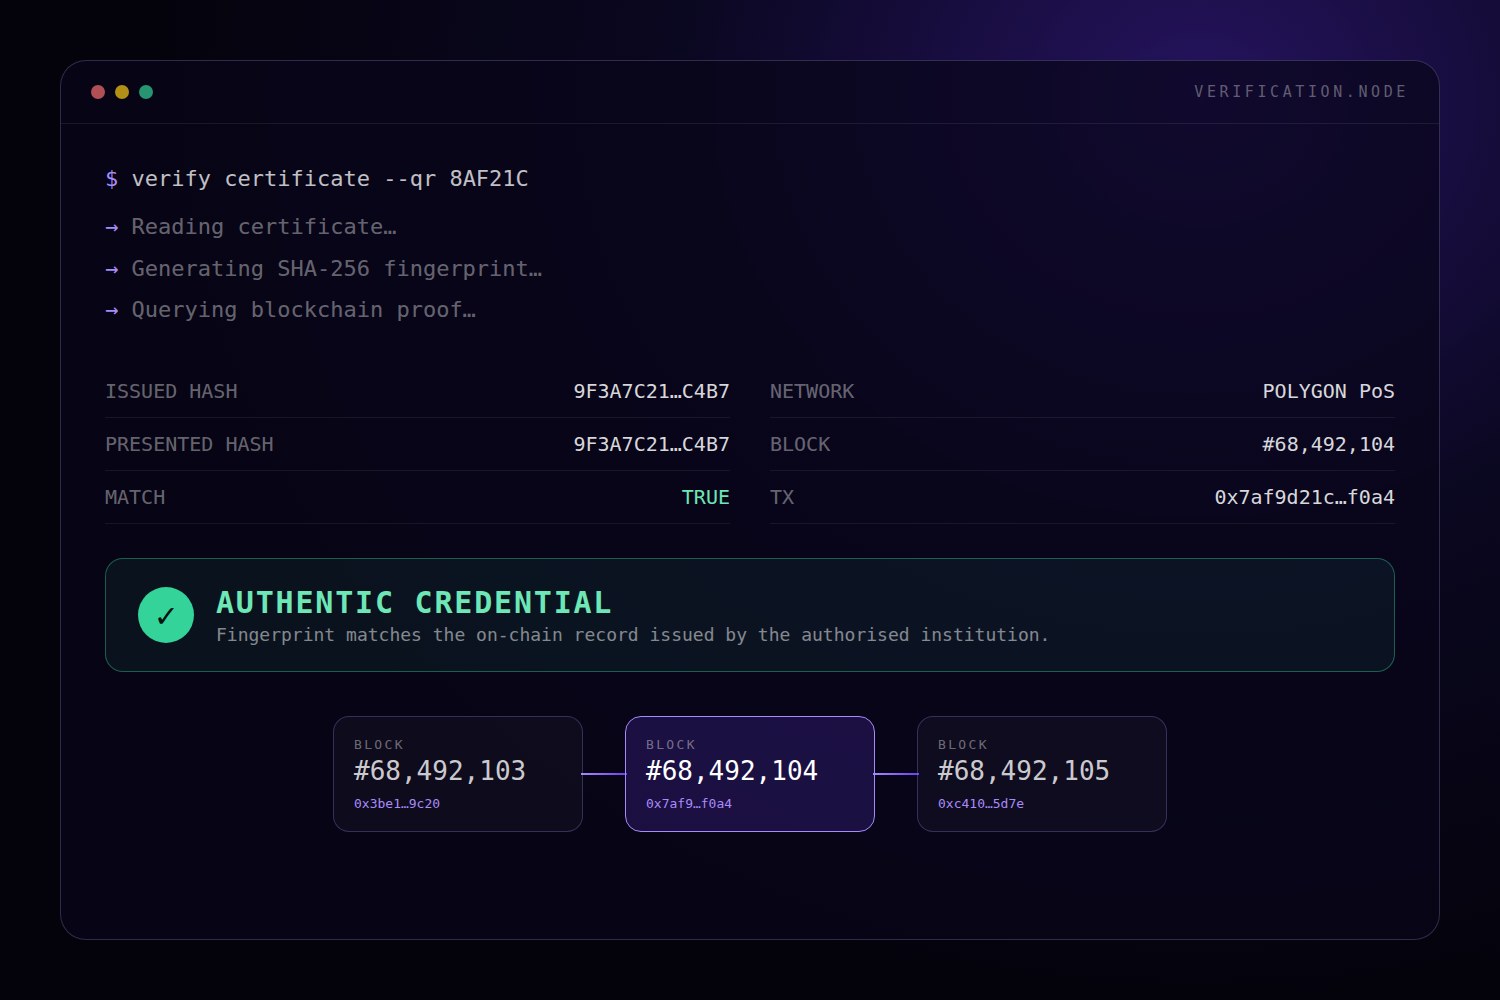 VERIFICATION.NODE
$ verify certificate --qr 8AF21C
→ Reading certificate…
→ Generating SHA-256 fingerprint…
→ Querying blockchain proof…
ISSUED HASH 9F3A7C21…C4B7
NETWORK POLYGON PoS
PRESENTED HASH 9F3A7C21…C4B7
BLOCK #68,492,104
MATCH TRUE
TX 0x7af9d21c…f0a4
✓ AUTHENTIC CREDENTIAL
Fingerprint matches the on-chain record issued by the authorised institution.
BLOCK
#68,492,103
0x3be1…9c20
BLOCK
#68,492,104
0x7af9…f0a4
BLOCK
#68,492,105
0xc410…5d7e